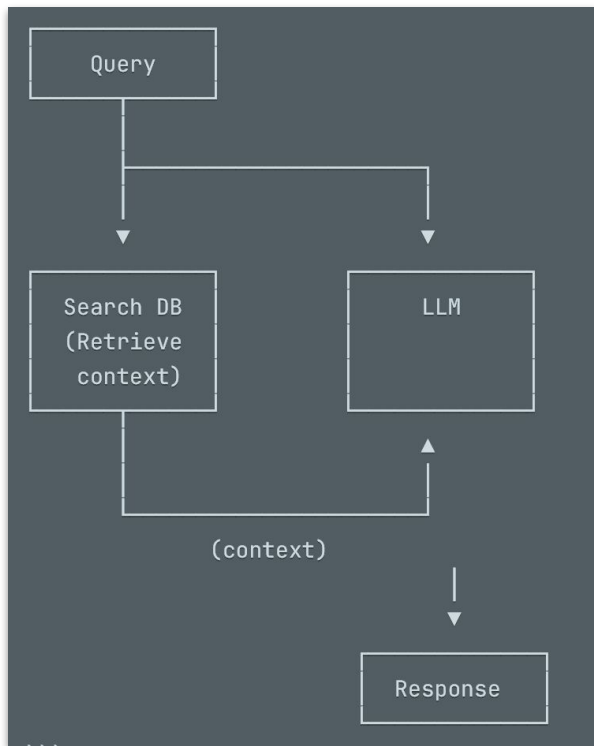 Query
Search DB
(Retrieve
context)
LLM
(context)
Response